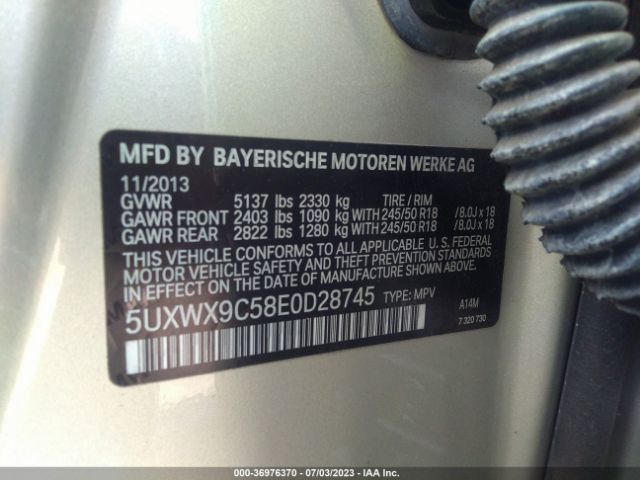 MFD BY BAYERISCHE MOTOREN WERKE AG
11/2013
GVWR 5137 lbs 2330 kg TIRE / RIM
GAWR FRONT 2403 lbs 1090 kg WITH 245/50 R18 / 8.0J x 18
GAWR REAR 2822 lbs 1280 kg WITH 245/50 R18 / 8.0J x 18
THIS VEHICLE CONFORMS TO ALL APPLICABLE U. S. FEDERAL
MOTOR VEHICLE SAFETY AND THEFT PREVENTION STANDARDS
IN EFFECT ON THE DATE OF MANUFACTURE SHOWN ABOVE.
5UXWX9C58E0D28745 TYPE: MPV A14M
7 320 730
000-36976370 - 07/03/2023 - IAA Inc.